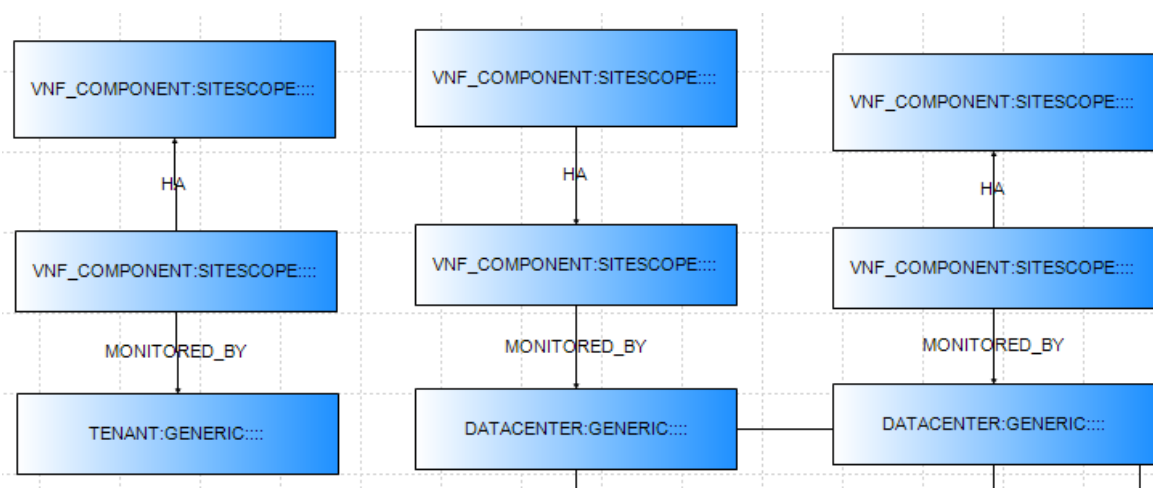 VNF_COMPONENT:SITESCOPE::::
VNF_COMPONENT:SITESCOPE::::
VNF_COMPONENT:SITESCOPE::::
HA
HA
HA
VNF_COMPONENT:SITESCOPE::::
VNF_COMPONENT:SITESCOPE::::
VNF_COMPONENT:SITESCOPE::::
MONITORED_BY
MONITORED_BY
MONITORED_BY
TENANT:GENERIC::::
DATACENTER:GENERIC::::
DATACENTER:GENERIC::::